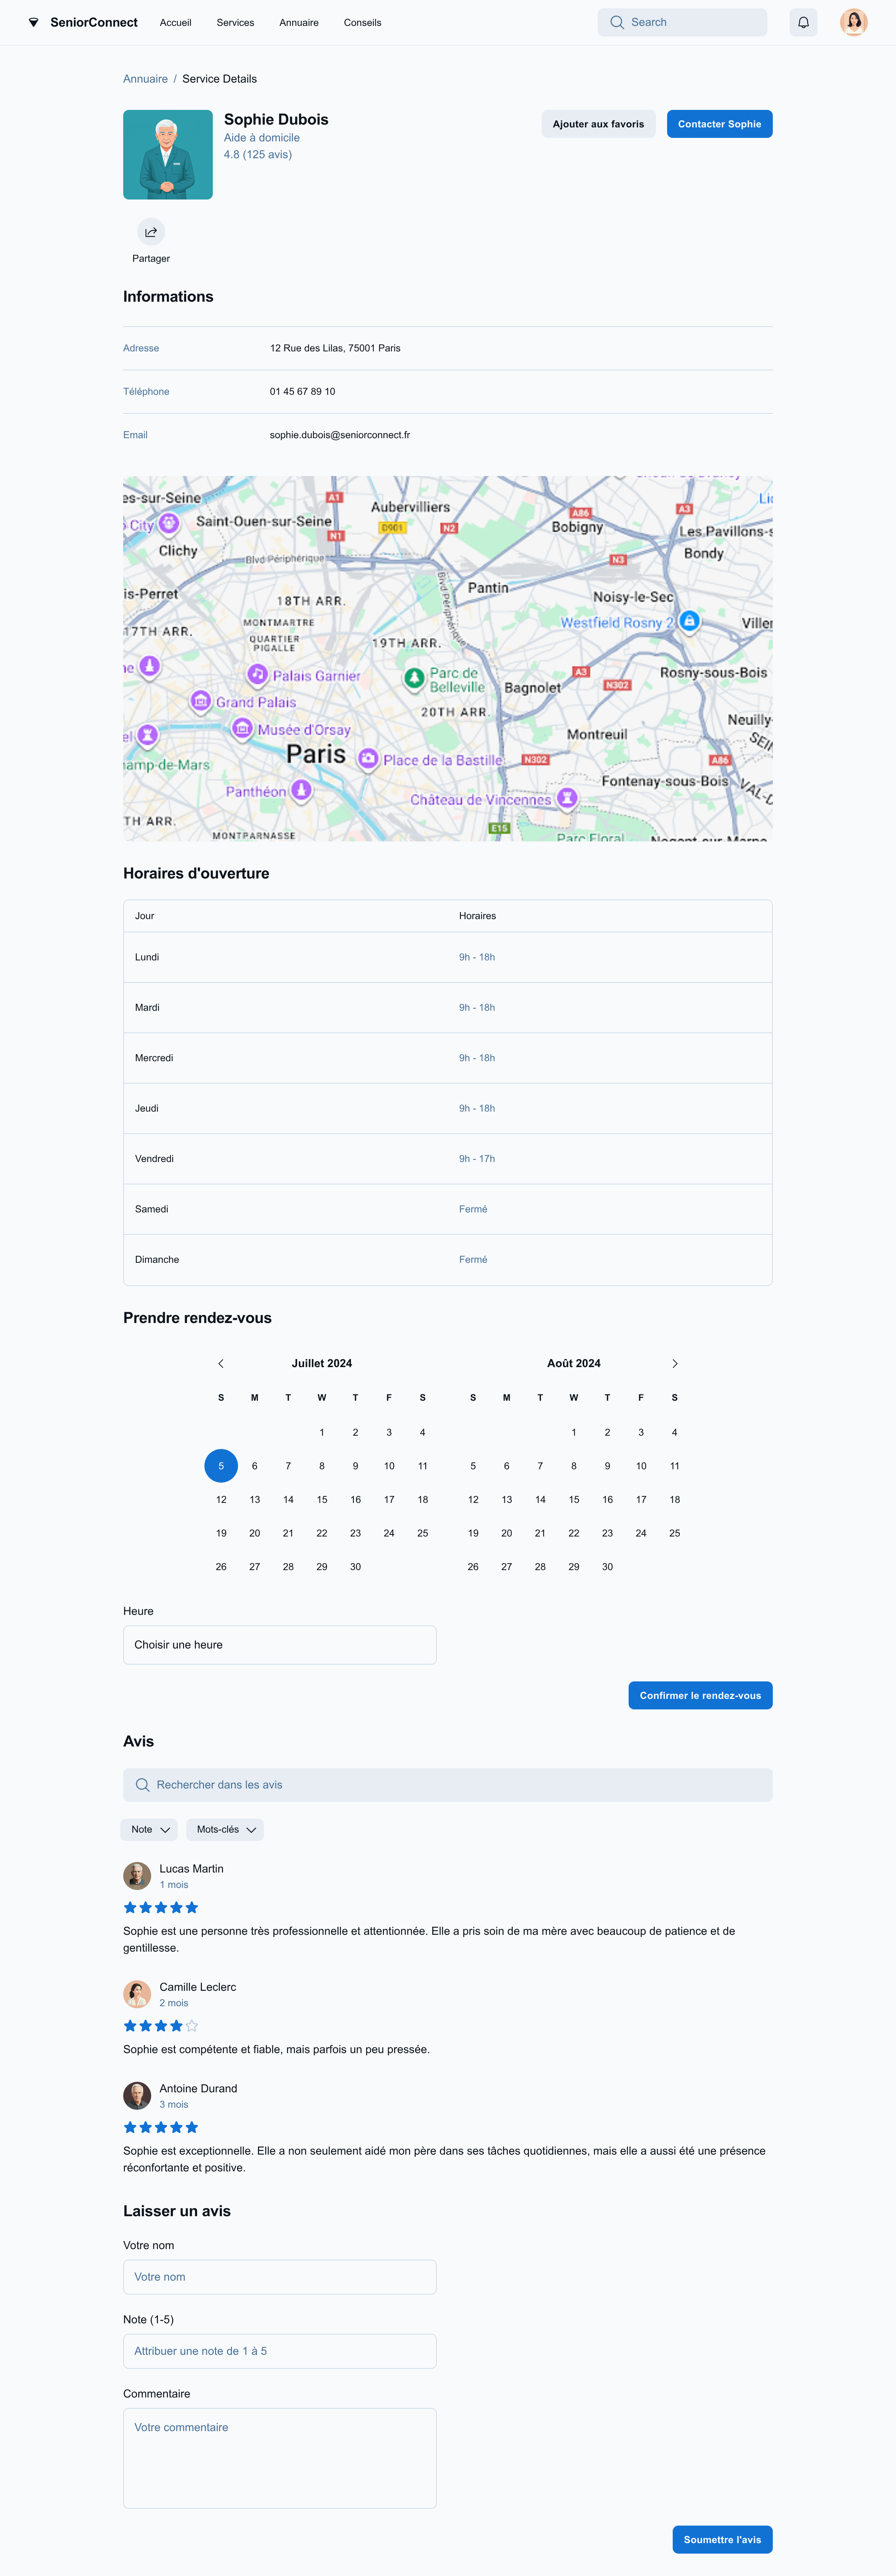 SeniorConnect
Accueil
Services
Annuaire
Conseils
Search
Annuaire / Service Details
Sophie Dubois
Aide à domicile
4.8 (125 avis)
Ajouter aux favoris
Contacter Sophie
Partager
Informations
Adresse 12 Rue des Lilas, 75001 Paris
Téléphone 01 45 67 89 10
Email sophie.dubois@seniorconnect.fr
es-sur-Seine
A1
Aubervilliers
A86
A3
City
Saint-Ouen-sur-Seine
D901
N2
Bobigny
N1
Les Pavillons-s
Clichy
Blvd Périphérique
N3
Bondy
is-Perret
Blvd Périphérique
Pantin
18TH ARR.
Noisy-le-Sec
MONTMARTRE
Westfield Rosny 2
Viller
17TH ARR.
QUARTIER
PIGALLE
19TH ARR.
Palais Garnier
Parc de
Belleville
A3
Rosny-sous-Bois
Bagnolet
N302
Grand Palais
20TH ARR.
Neuilly-
Musée d'Orsay
Montreuil
SEIN
Paris
Place de la Bastille
N302
A86
hamp-de-Mars
Fontenay-sous-Bois
VAL-D
Panthéon
Château de Vincennes
TH ARR.
E15
MONTPARNASSE
Parc Floral
Nogent-sur-Marne
Horaires d'ouverture
Jour Horaires
Lundi 9h - 18h
Mardi 9h - 18h
Mercredi 9h - 18h
Jeudi 9h - 18h
Vendredi 9h - 17h
Samedi Fermé
Dimanche Fermé
Prendre rendez-vous
Juillet 2024
S M T W T F S
1 2 3 4
5 6 7 8 9 10 11
12 13 14 15 16 17 18
19 20 21 22 23 24 25
26 27 28 29 30
Août 2024
S M T W T F S
1 2 3 4
5 6 7 8 9 10 11
12 13 14 15 16 17 18
19 20 21 22 23 24 25
26 27 28 29 30
Heure
Choisir une heure
Confirmer le rendez-vous
Avis
Rechercher dans les avis
Note
Mots-clés
Lucas Martin
1 mois
Sophie est une personne très professionnelle et attentionnée. Elle a pris soin de ma mère avec beaucoup de patience et de
gentillesse.
Camille Leclerc
2 mois
Sophie est compétente et fiable, mais parfois un peu pressée.
Antoine Durand
3 mois
Sophie est exceptionnelle. Elle a non seulement aidé mon père dans ses tâches quotidiennes, mais elle a aussi été une présence
réconfortante et positive.
Laisser un avis
Votre nom
Votre nom
Note (1-5)
Attribuer une note de 1 à 5
Commentaire
Votre commentaire
Soumettre l'avis